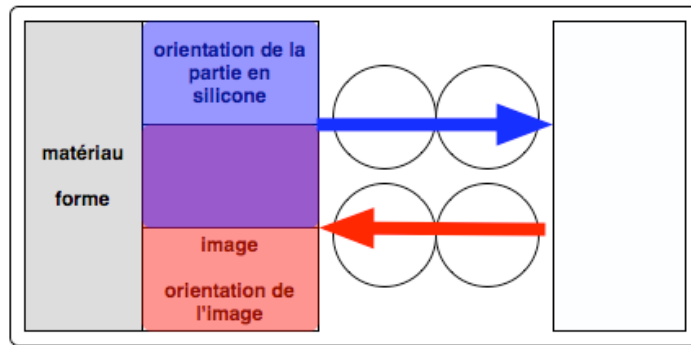 orientation de la
partie en
silicone
matériau
forme
image
orientation de
l'image